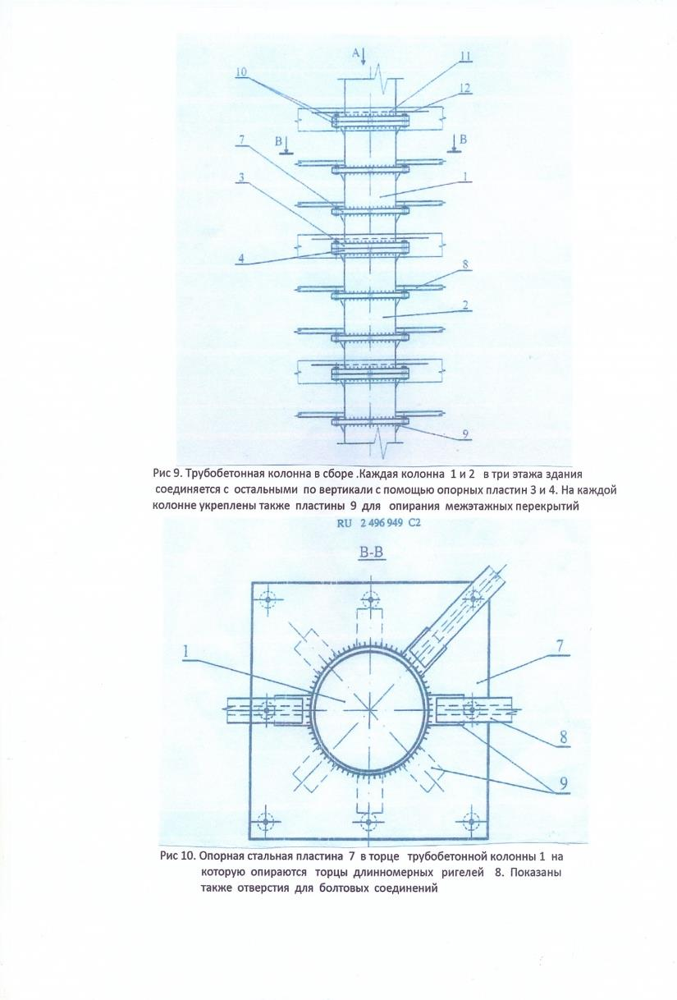 А
11
10
12
В
В
7
1
3
4
8
2
9
Рис 9. Трубобетонная колонна в сборе .Каждая колонна 1 и 2 в три этажа здания
соединяется с остальными по вертикали с помощью опорных пластин 3 и 4. На каждой
колонне укреплены также пластины 9 для опирания межэтажных перекрытий
RU 2 496 949 C2
В-В
1
7
8
9
Рис 10. Опорная стальная пластина 7 в торце трубобетонной колонны 1 на
которую опираются торцы длинномерных ригелей 8. Показаны
также отверстия для болтовых соединений